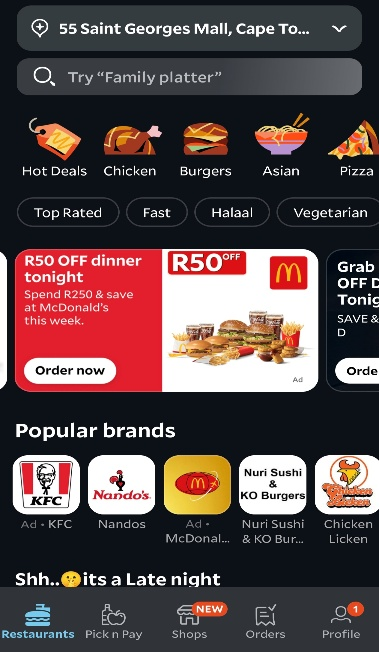 55 Saint Georges Mall, Cape To...
Try “Family platter”
Hot Deals
Chicken
Burgers
Asian
Pizza
Top Rated
Fast
Halaal
Vegetarian
R50 OFF dinner
tonight
Spend R250 & save
at McDonald's
this week.
Order now
R50 OFF
Ad
Grab
OFF D
Tonig
SAVE &
D
Orde
Popular brands
KFC
Nando's
Nuri Sushi
&
KO Burgers
Chicken
Licken
Ad • KFC
Nandos
Ad •
McDonal...
Nuri Sushi
& KO Bur...
Chicken
Licken
Shh..🤫its a Late night
Restaurants
Pick n Pay
NEW
Shops
Orders
1
Profile